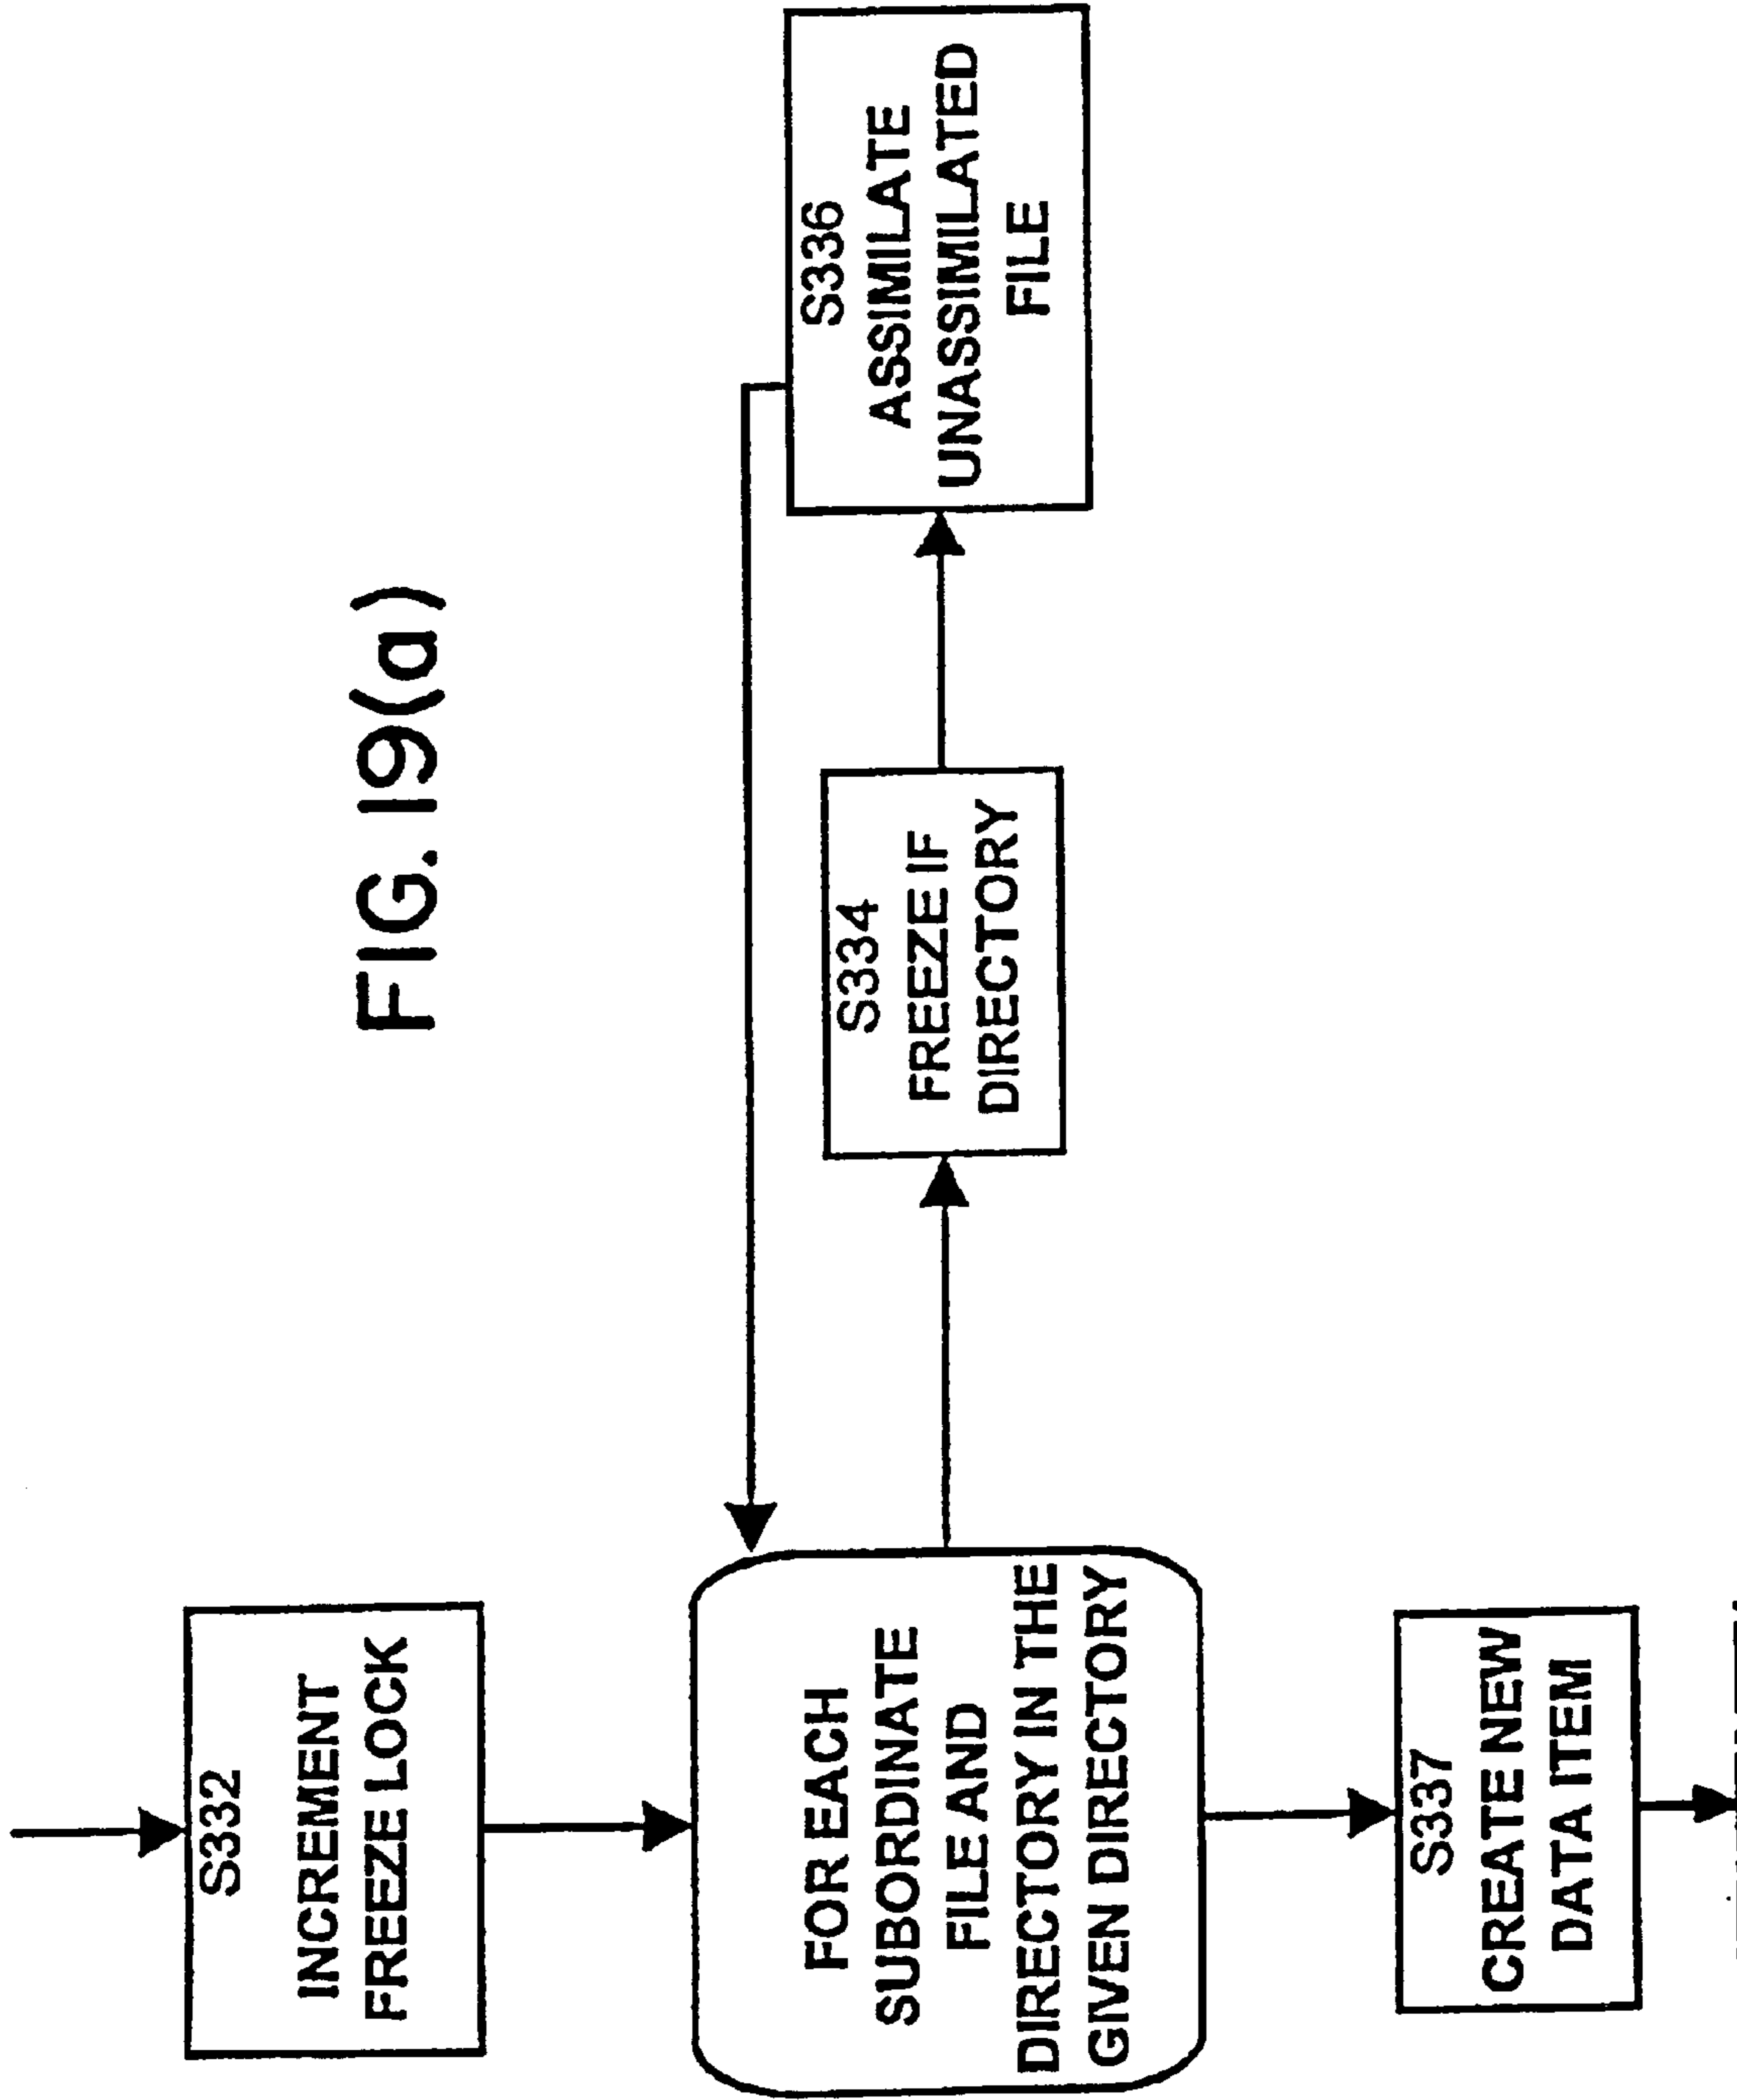 FIG. 19(a)
S332
INCREMENT
FREEZE LOCK
FOR EACH
SUBORDINATE
FILE AND
DIRECTORY IN THE
GIVEN DIRECTORY
S334
FREEZE IF
DIRECTORY
S336
ASSIMILATE
UNASSIMILATED
FILE
S337
CREATE NEW
DATA ITEM